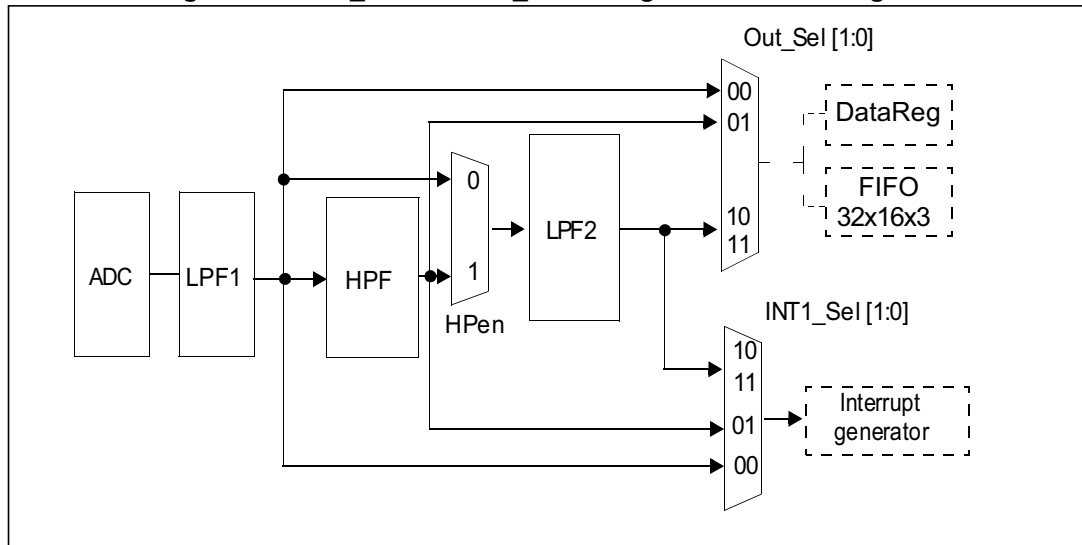 Out_Sel [1:0]
00
01
DataReg
0
FIFO
32x16x3
10
11
ADC
LPF1
HPF
1
LPF2
HPen
INT1_Sel [1:0]
10
11
01
00
Interrupt
generator